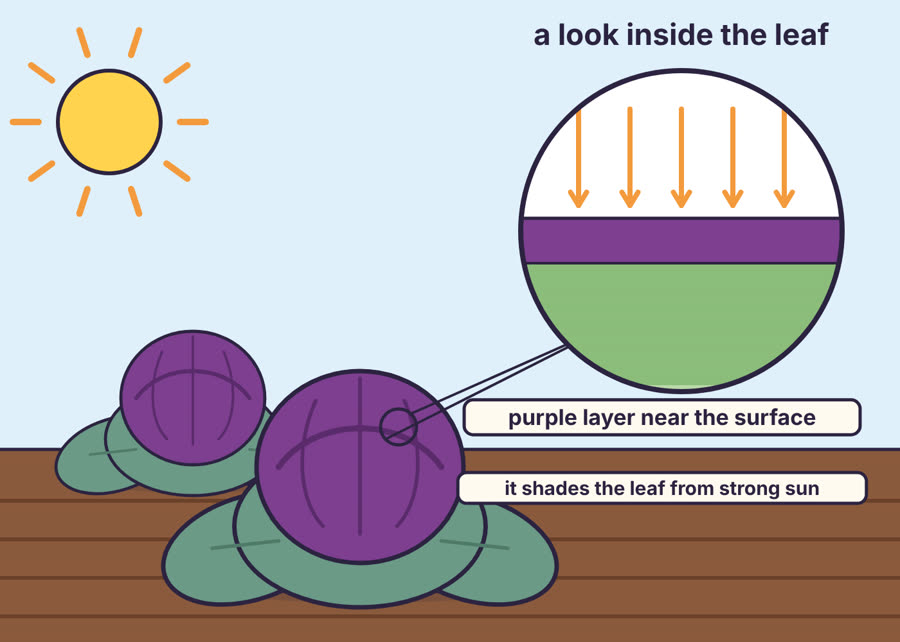 a look inside the leaf
purple layer near the surface
it shades the leaf from strong sun